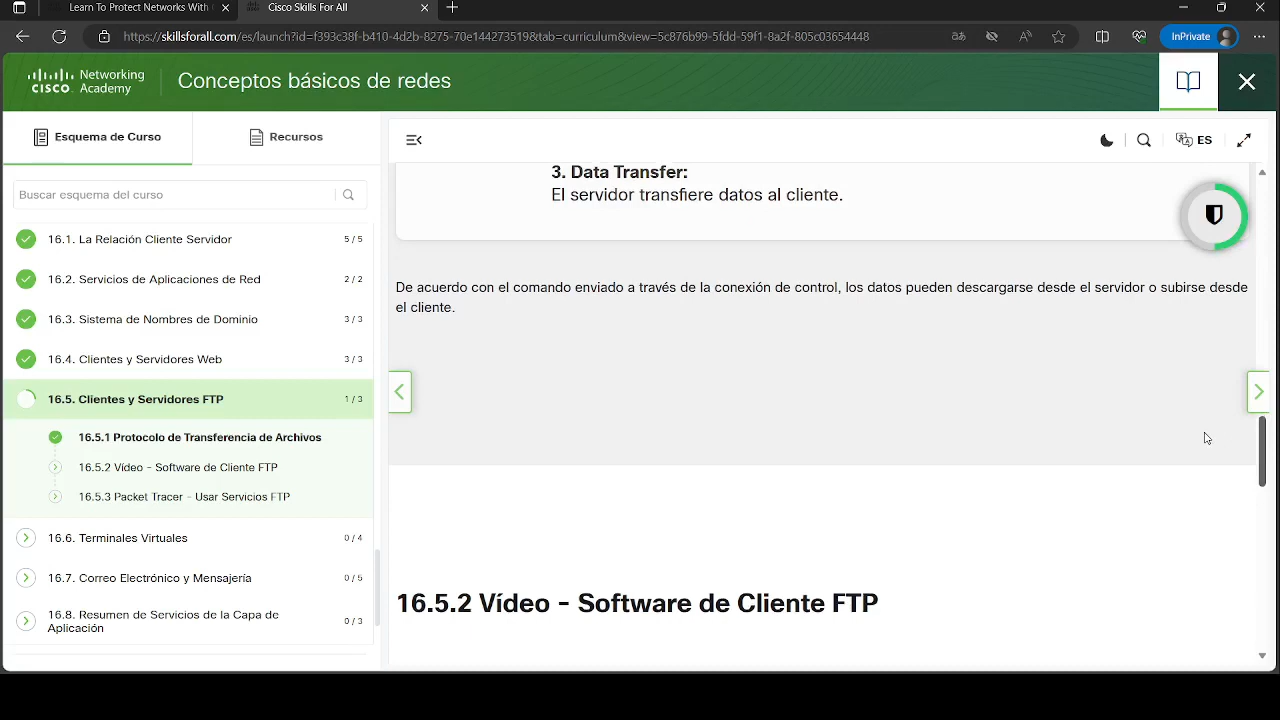 Learn To Protect Networks With
Cisco Skills For All
https://skillsforall.com/es/launch?id=f393c38f-b410-4d2b-8275-70e144273519&tab=curriculum&view=5c876b99-5fdd-59f1-8a2f-805c03654448
InPrivate
Networking
CISCO Academy
Conceptos básicos de redes
Esquema de Curso
Recursos
ES
Buscar esquema del curso
16.1. La Relación Cliente Servidor 5 / 5
16.2. Servicios de Aplicaciones de Red 2 / 2
16.3. Sistema de Nombres de Dominio 3 / 3
16.4. Clientes y Servidores Web 3 / 3
16.5. Clientes y Servidores FTP 1 / 3
16.5.1 Protocolo de Transferencia de Archivos
16.5.2 Vídeo - Software de Cliente FTP
16.5.3 Packet Tracer - Usar Servicios FTP
16.6. Terminales Virtuales 0 / 4
16.7. Correo Electrónico y Mensajería 0 / 5
16.8. Resumen de Servicios de la Capa de
Aplicación 0 / 3
3. Data Transfer:
El servidor transfiere datos al cliente.
De acuerdo con el comando enviado a través de la conexión de control, los datos pueden descargarse desde el servidor o subirse desde
el cliente.
16.5.2 Vídeo - Software de Cliente FTP